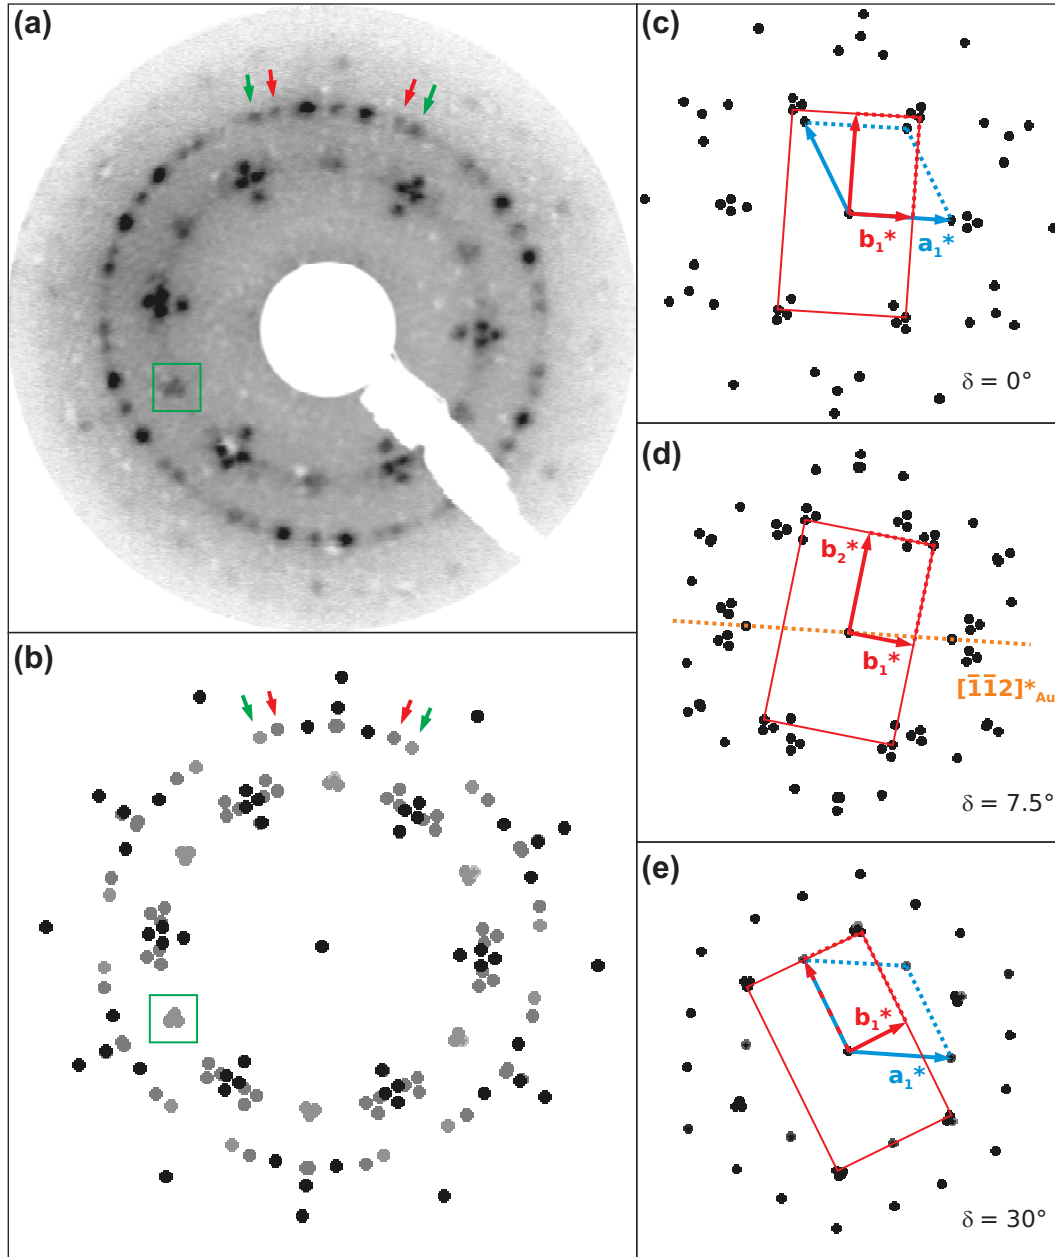 (a)
(b)
(c)
b₁*
a₁*
δ = 0°
(d)
b₂*
b₁*
[1̅1̅2]*Au
δ = 7.5°
(e)
b₁*
a₁*
δ = 30°